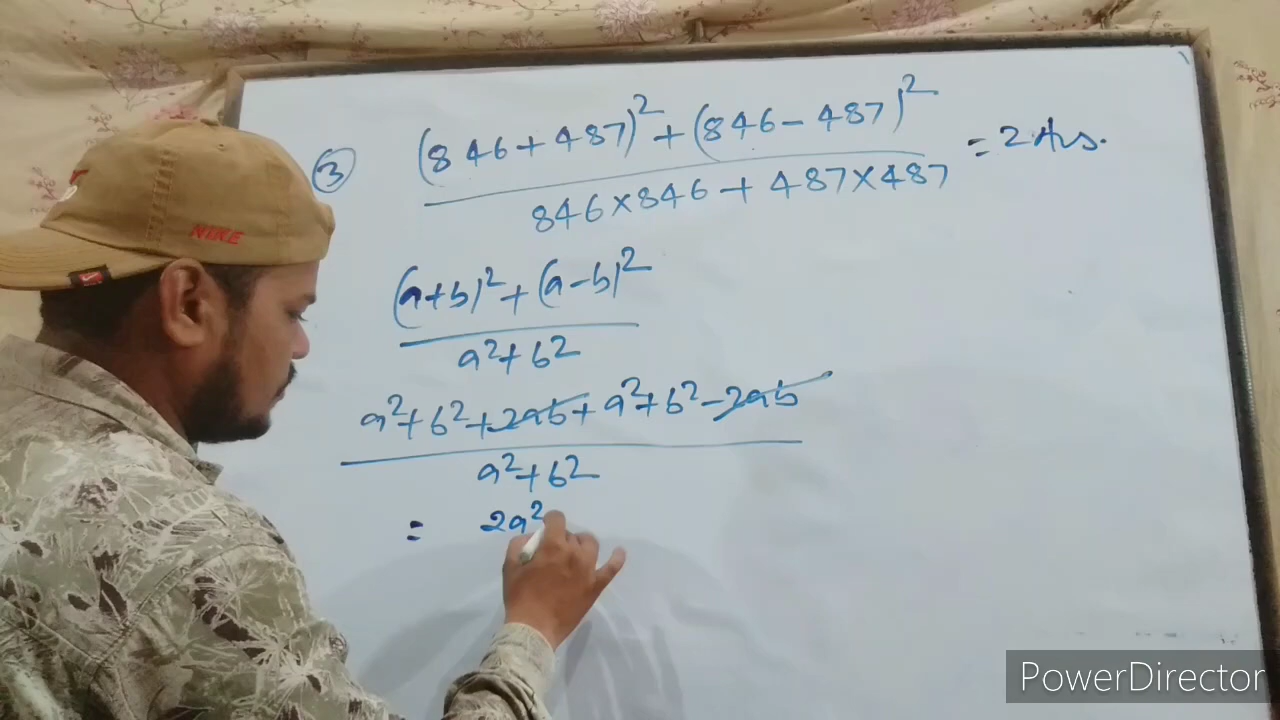 ③ (846+487)² + (846-487)² = 2 Ans.
846×846 + 487×487
(a+b)² + (a-b)²
a²+b²
a²+b²+2ab+a²+b²-2ab
a²+b²
= 2a²
NIKE
PowerDirector